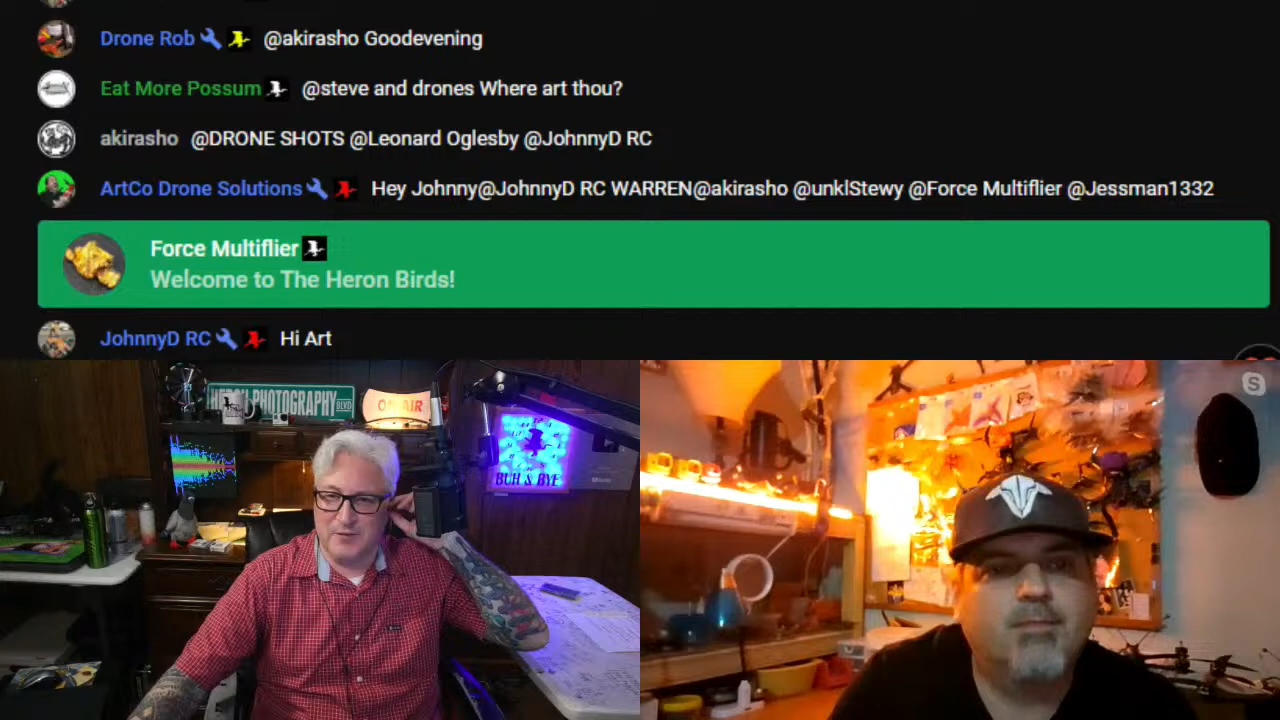 Drone Rob @akirasho Goodevening
Eat More Possum @steve and drones Where art thou?
akirasho @DRONE SHOTS @Leonard Oglesby @JohnnyD RC
ArtCo Drone Solutions Hey Johnny@JohnnyD RC WARREN@akirasho @unklStewy @Force Multiflier @Jessman1332
Force Multiflier
Welcome to The Heron Birds!
JohnnyD RC Hi Art
HERON PHOTOGRAPHY BLVD
ON AIR
BUH & BYE
S